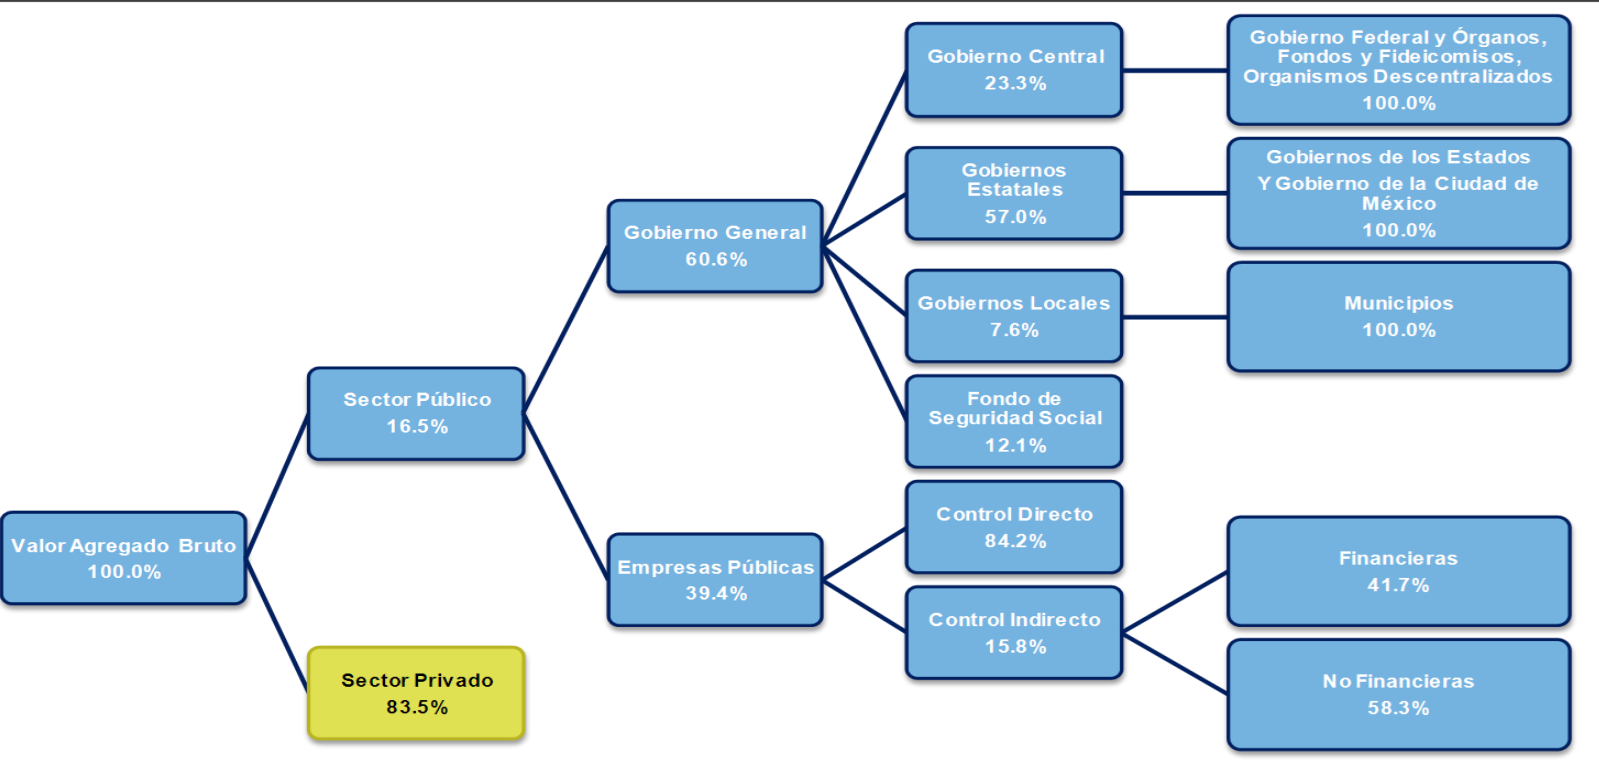 Valor Agregado Bruto
100.0%
Sector Público
16.5%
Sector Privado
83.5%
Gobierno General
60.6%
Empresas Públicas
39.4%
Gobierno Central
23.3%
Gobiernos
Estatales
57.0%
Gobiernos Locales
7.6%
Fondo de
Seguridad Social
12.1%
Control Directo
84.2%
Control Indirecto
15.8%
Gobierno Federal y Órganos,
Fondos y Fideicomisos,
Organismos Descentralizados
100.0%
Gobiernos de los Estados
Y Gobierno de la Ciudad de
México
100.0%
Municipios
100.0%
Financieras
41.7%
No Financieras
58.3%